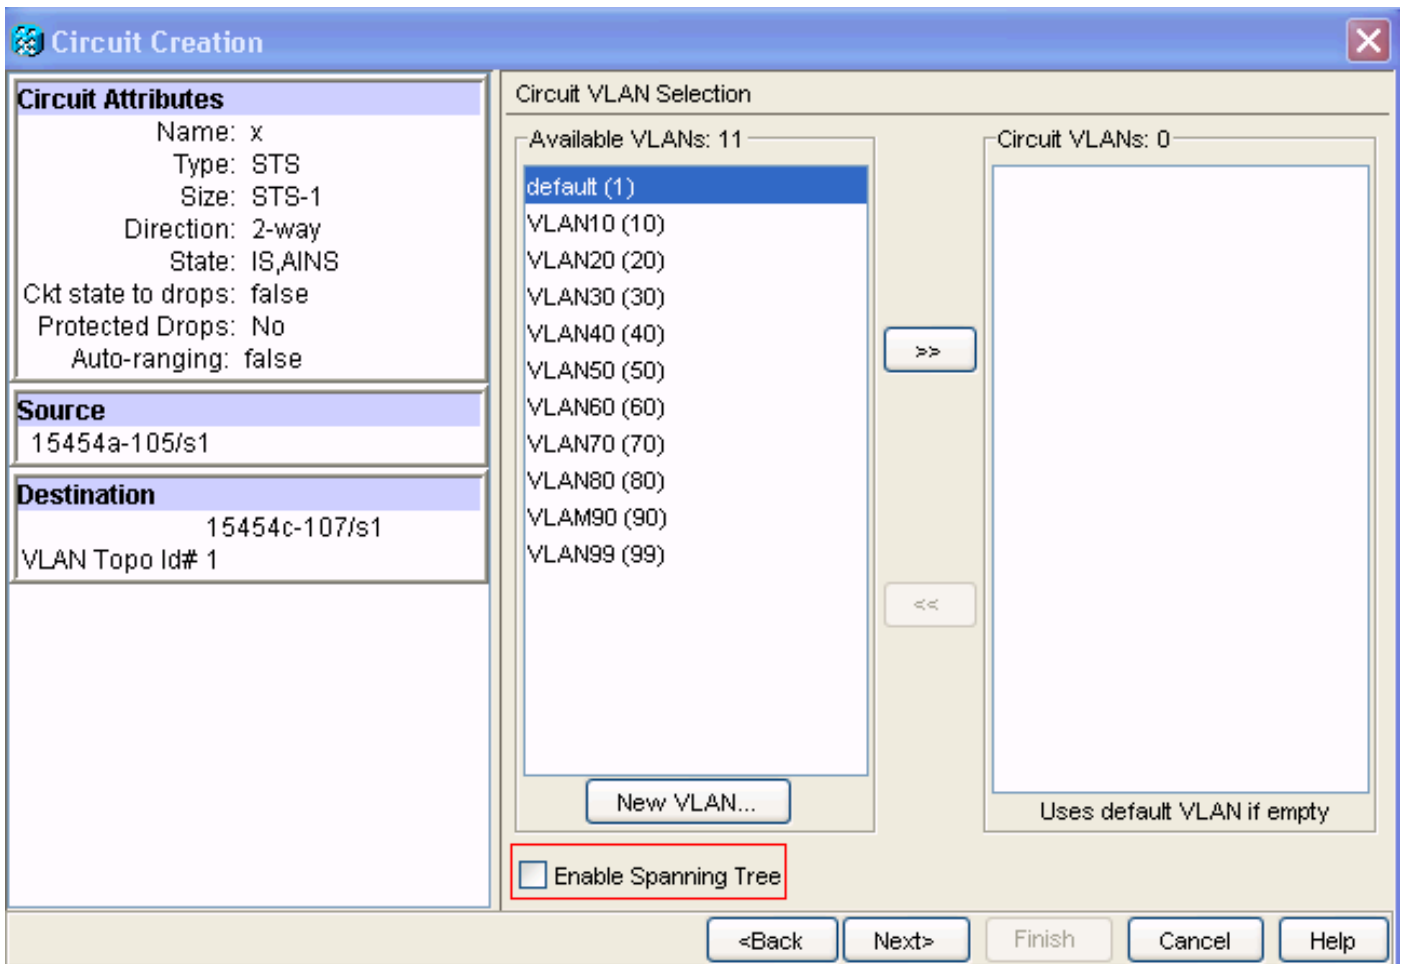 Circuit Creation
Circuit Attributes
Name: x
Type: STS
Size: STS-1
Direction: 2-way
State: IS,AINS
Ckt state to drops: false
Protected Drops: No
Auto-ranging: false
Source
15454a-105/s1
Destination
15454c-107/s1
VLAN Topo Id# 1
Circuit VLAN Selection
Available VLANs: 11
default (1)
VLAN10 (10)
VLAN20 (20)
VLAN30 (30)
VLAN40 (40)
VLAN50 (50)
VLAN60 (60)
VLAN70 (70)
VLAN80 (80)
VLAM90 (90)
VLAN99 (99)
New VLAN...
>>
<<
Circuit VLANs: 0
Uses default VLAN if empty
Enable Spanning Tree
<Back
Next>
Finish
Cancel
Help